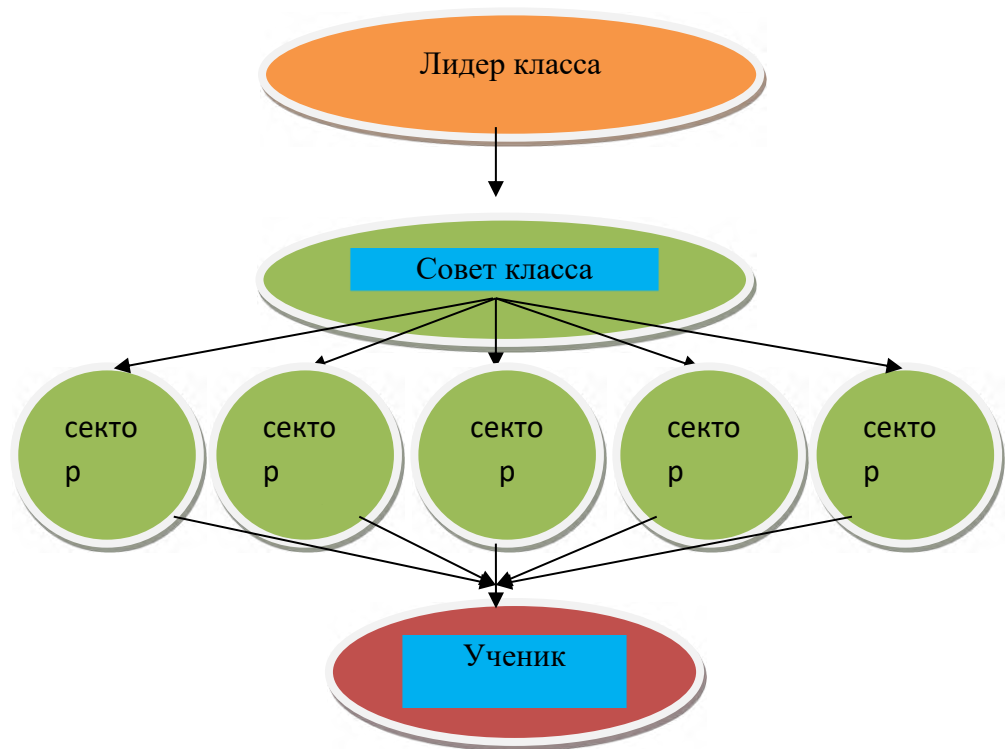 Лидер класса
Совет класса
секто
р
секто
р
секто
р
секто
р
секто
р
Ученик